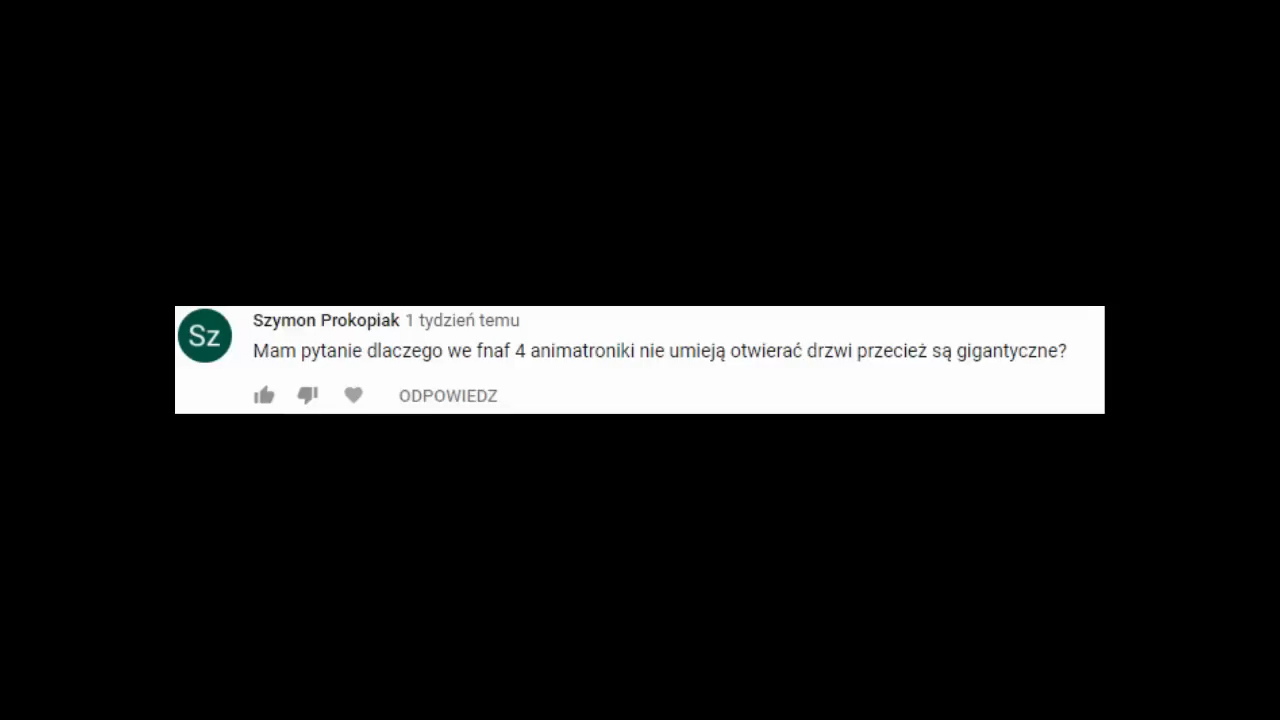 Sz
Szymon Prokopiak 1 tydzień temu
Mam pytanie dlaczego we fnaf 4 animatroniki nie umieją otwierać drzwi przecież są gigantyczne?
ODPOWIEDZ